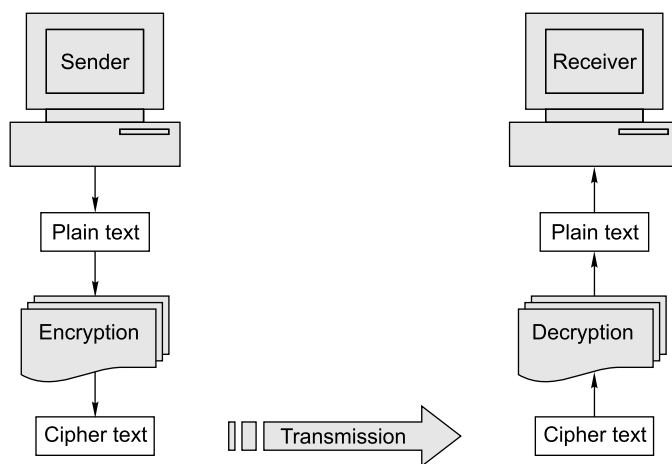 Sender
Receiver
Plain text
Plain text
Encryption
Decryption
Cipher text
Transmission
Cipher text